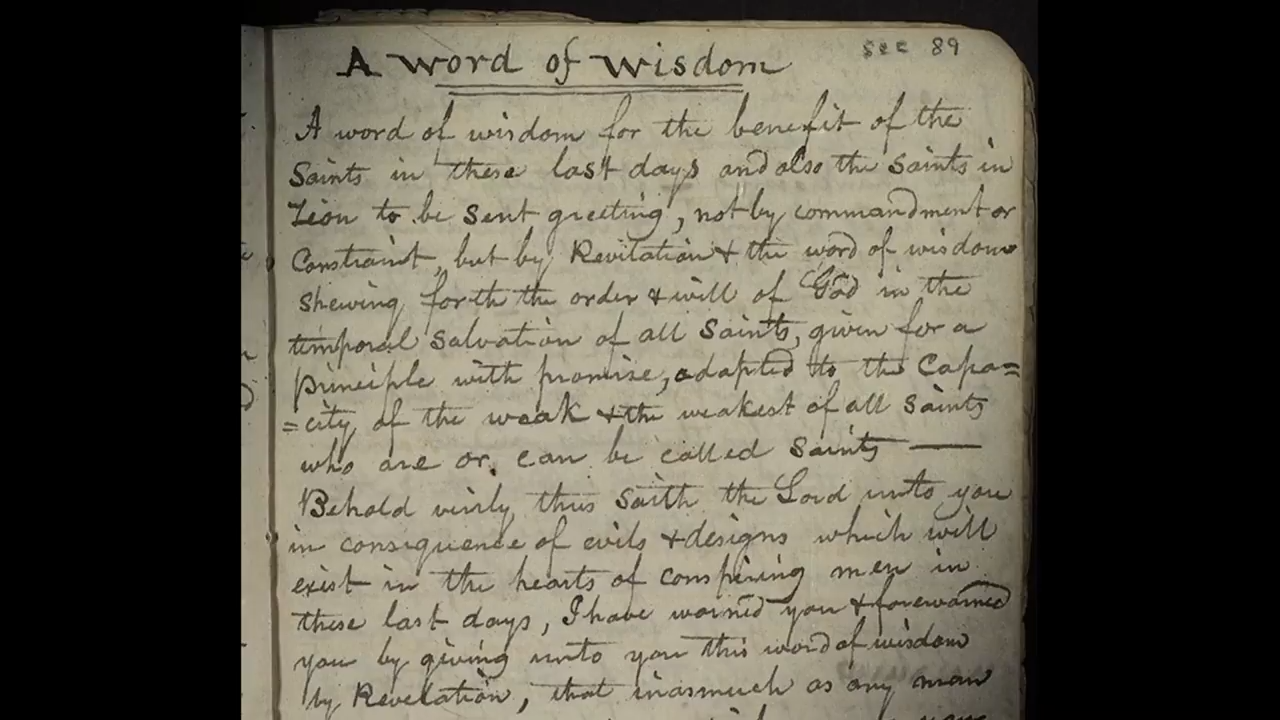 A word of wisdom
see 89
A word of wisdom for the benefit of the
Saints in these last days and also the Saints in
Zion to be Sent greeting, not by commandment or
Constraint, but by Revilation & the word of wisdom
Shewing forth the order & will of God in the
temporal Salvation of all Saints, given for a
principle with promise, adapted to the Capa=
=city of the weak & the weakest of all Saints
who are or can be called Saints —
Behold virily thus Saith the Lord unto you
in consequence of evils & designs which will
exist in the hearts of conspiring men in
these last days, I have warned you & forewarned
you by giving unto you this word of wisdom
by Revelation, that inasmuch as any man